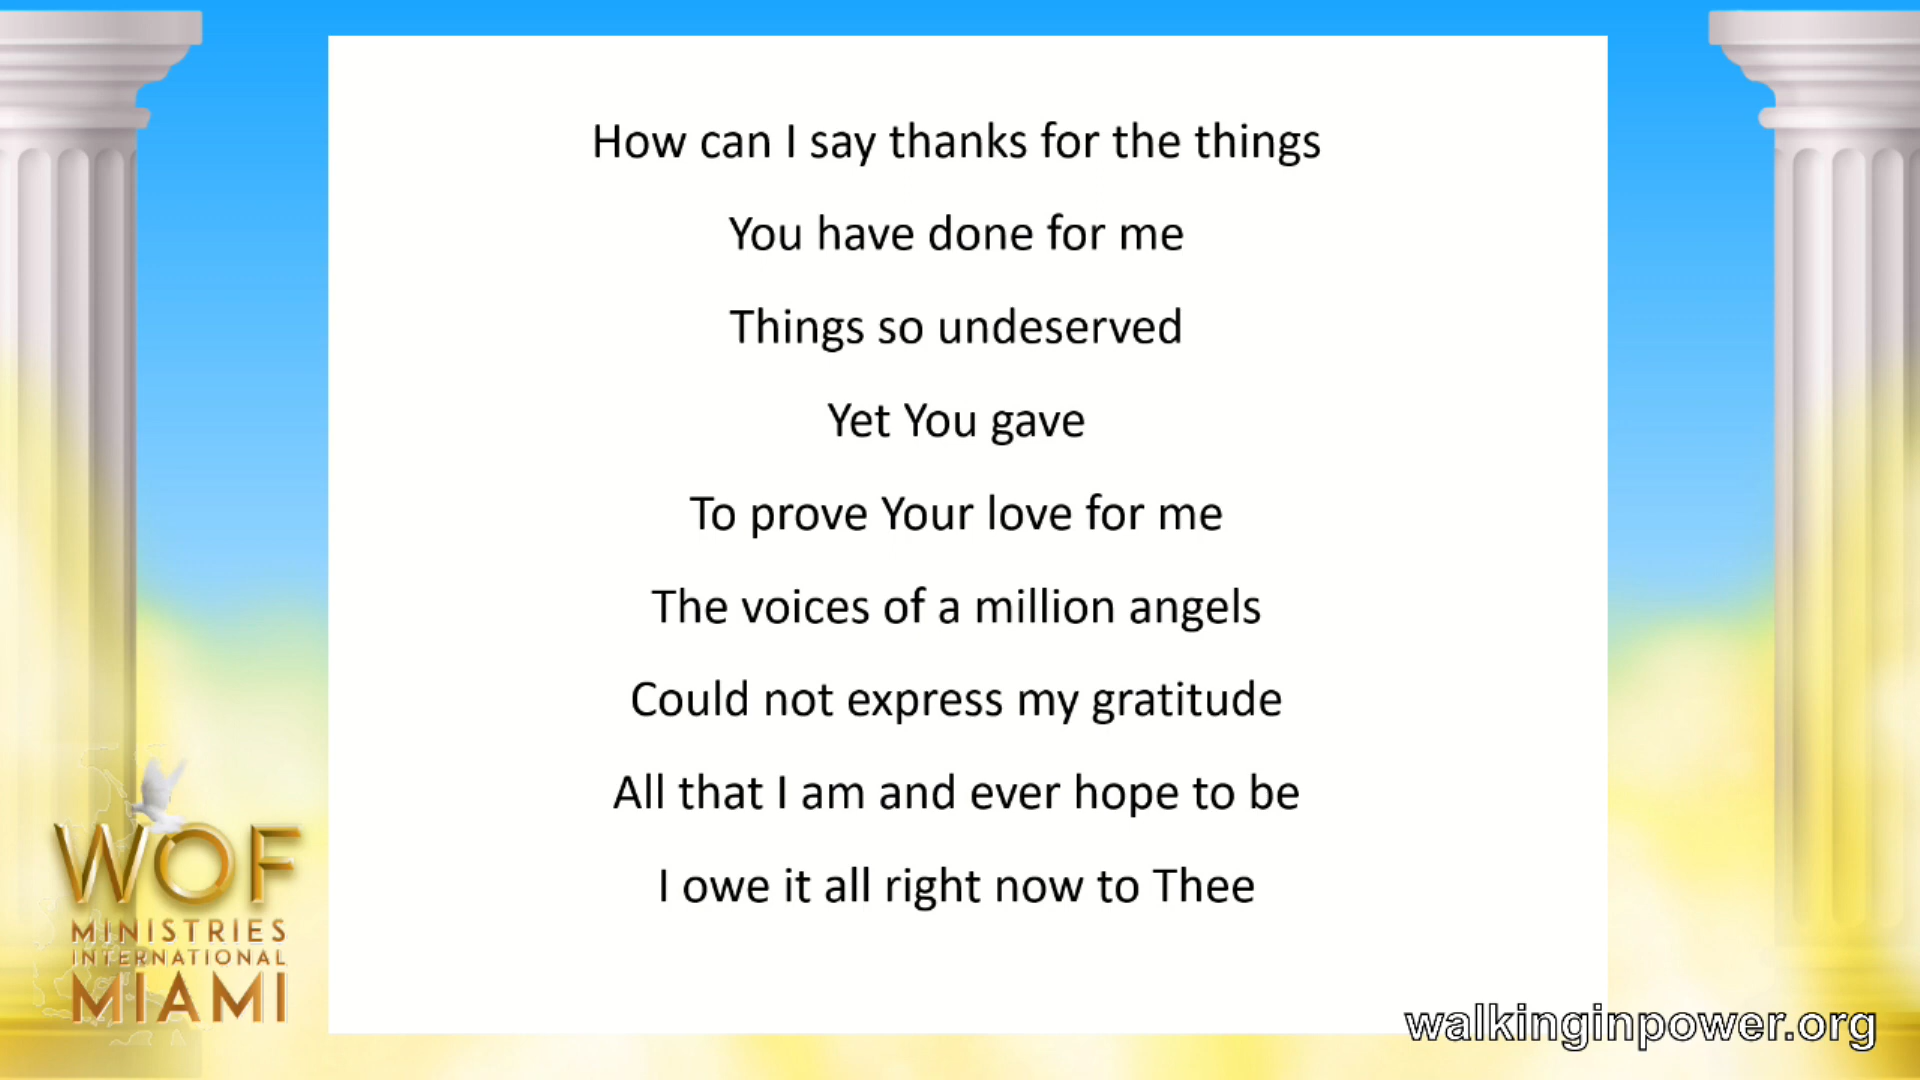 How can I say thanks for the things
You have done for me
Things so undeserved
Yet You gave
To prove Your love for me
The voices of a million angels
Could not express my gratitude
All that I am and ever hope to be
I owe it all right now to Thee
WOF
MINISTRIES
INTERNATIONAL
MIAMI
walkinginpower.org